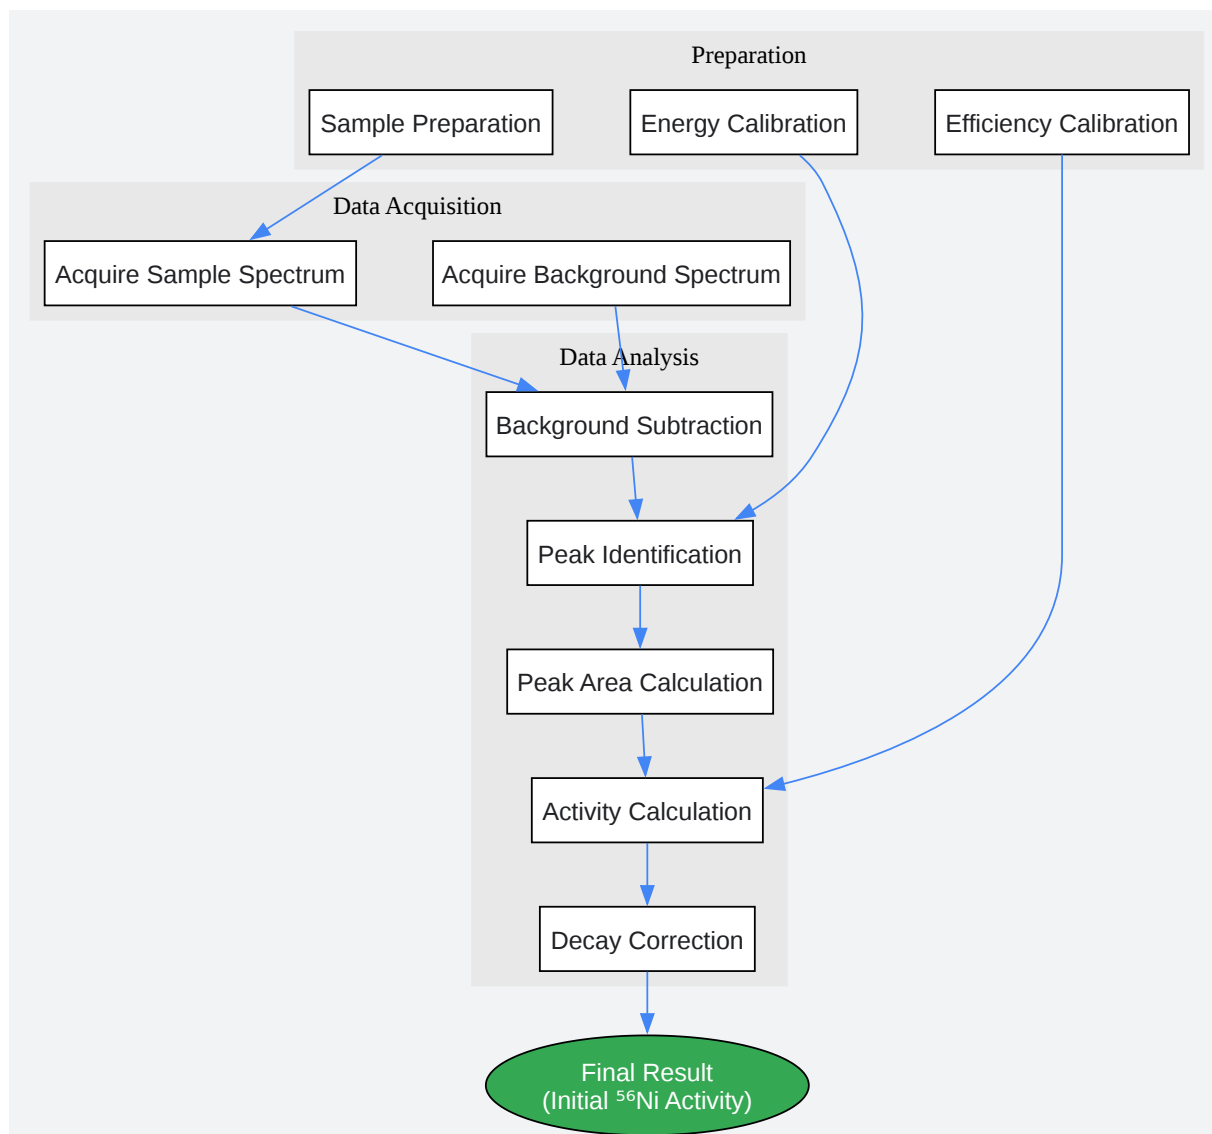 Preparation
Sample Preparation
Energy Calibration
Efficiency Calibration
Data Acquisition
Acquire Sample Spectrum
Acquire Background Spectrum
Data Analysis
Background Subtraction
Peak Identification
Peak Area Calculation
Activity Calculation
Decay Correction
Final Result
(Initial ⁵⁶Ni Activity)